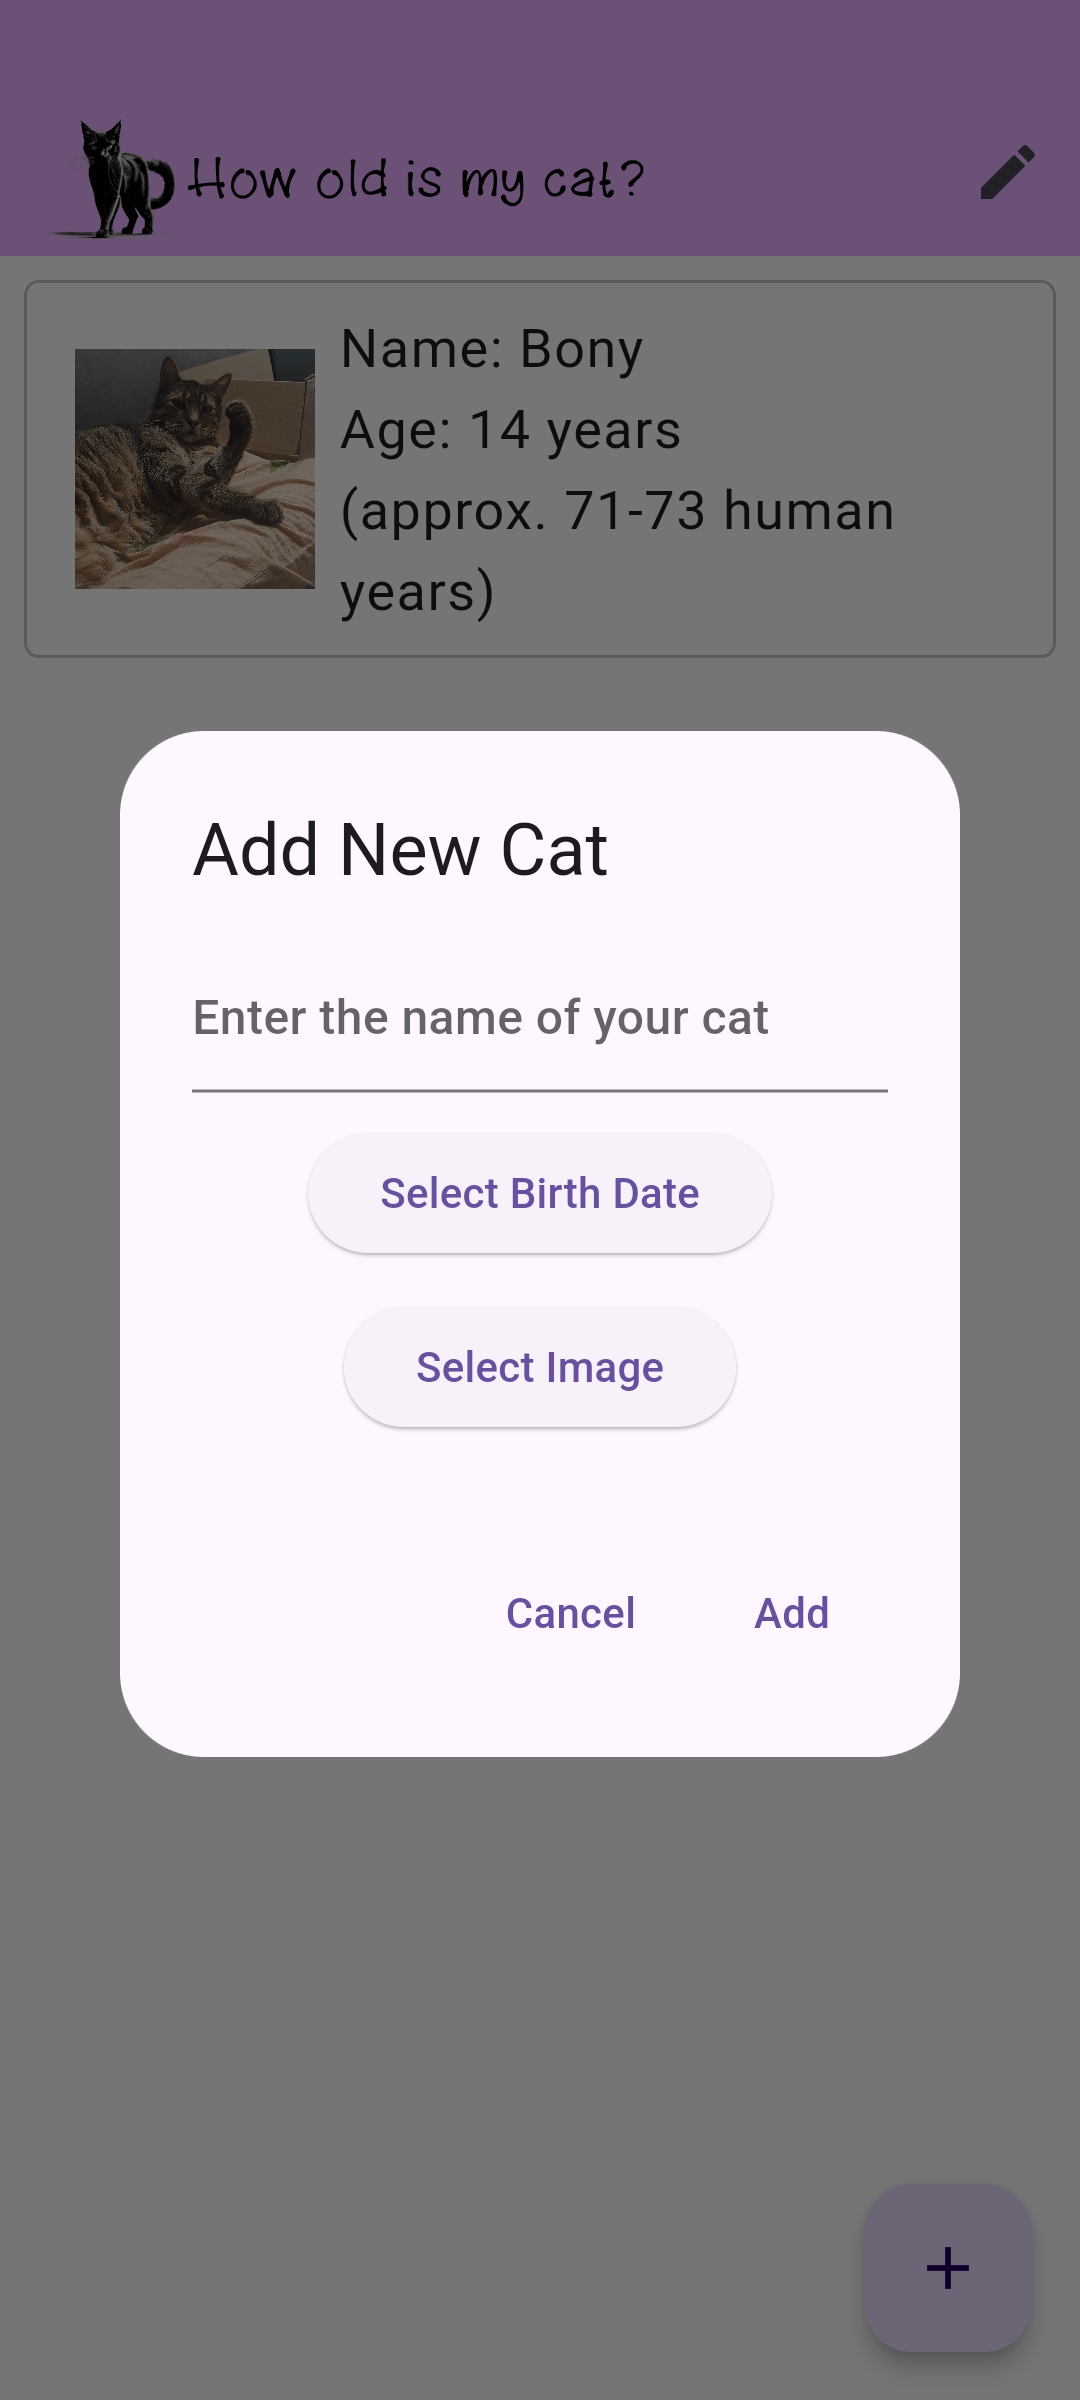 How old is my cat?
Name: Bony
Age: 14 years
(approx. 71-73 human
years)
Add New Cat
Enter the name of your cat
Select Birth Date
Select Image
Cancel
Add